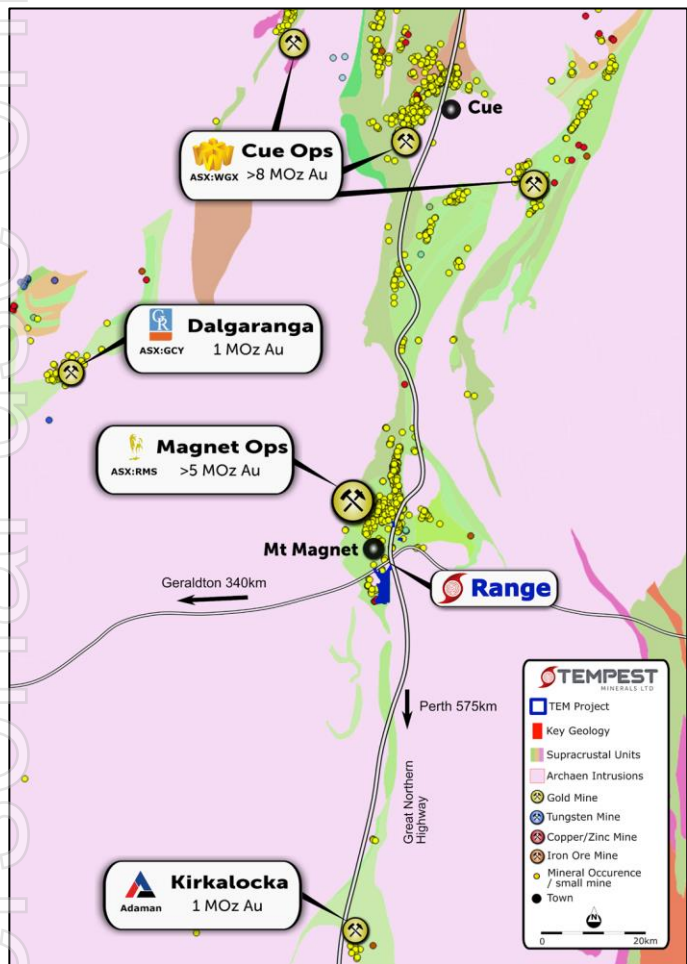 Cue
Cue Ops
ASX:WGX
>8 MOz Au
GR
Dalgaranga
ASX:GCY
1 MOz Au
Magnet Ops
ASX:RMS
>5 MOz Au
Mt Magnet
Geraldton 340km
Range
Perth 575km
Great Northern
Highway
Kirkalocka
Adaman
1 MOz Au
TEMPEST
MINERALS LTD
TEM Project
Key Geology
Supracrustal Units
Archaen Intrusions
Gold Mine
Tungsten Mine
Copper/Zinc Mine
Iron Ore Mine
Mineral Occurence
/ small mine
Town
N
0 20km